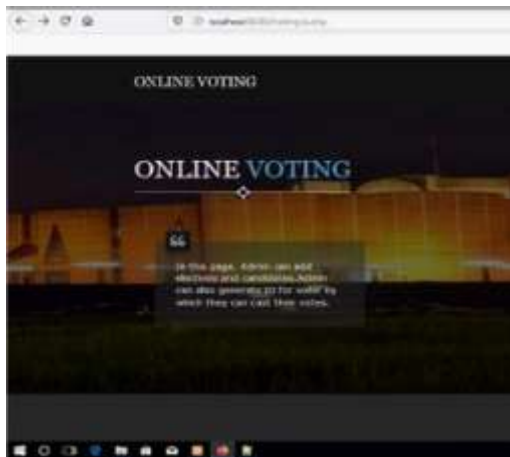 ONLINE VOTING
ONLINE VOTING
In this page, Admin can add
electives and candidates.Admin
can also generate ID for voter by
which they can cast their votes.